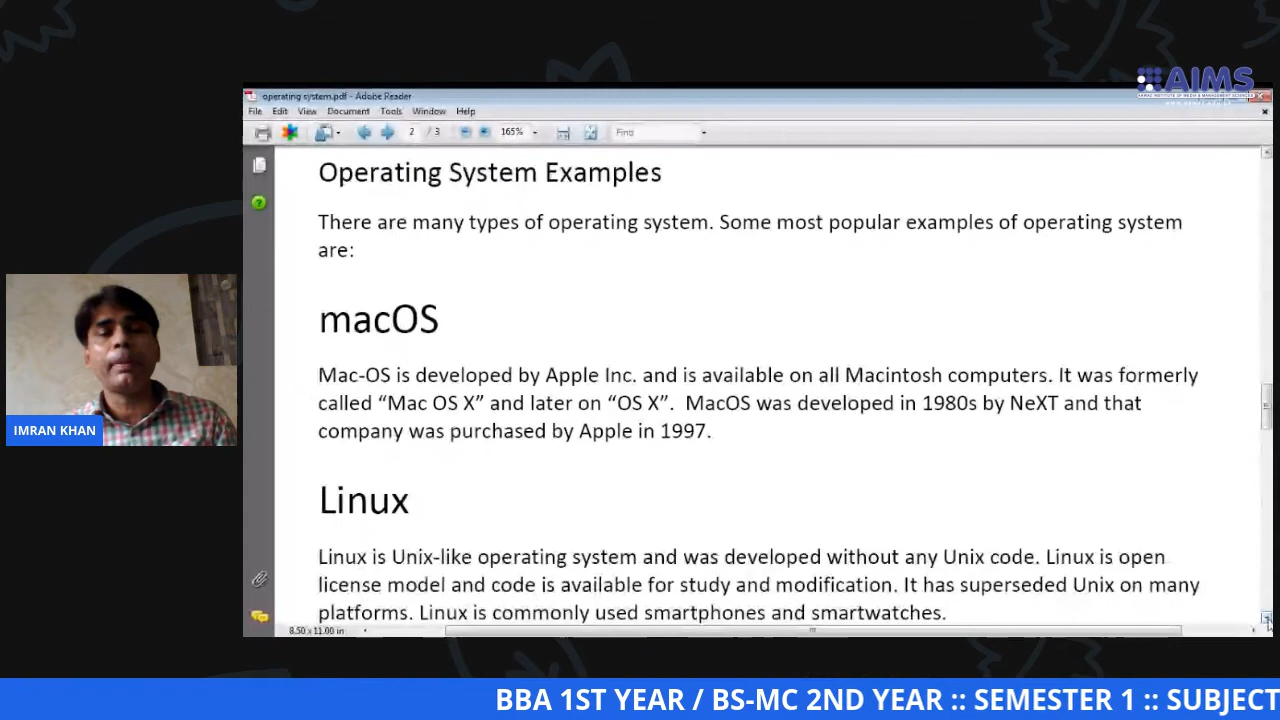 AIMS
operating system.pdf - Adobe Reader
File Edit View Document Tools Window Help
2 / 3 165% Find
Operating System Examples
There are many types of operating system. Some most popular examples of operating system
are:
macOS
Mac-OS is developed by Apple Inc. and is available on all Macintosh computers. It was formerly
called “Mac OS X” and later on “OS X”. MacOS was developed in 1980s by NeXT and that
company was purchased by Apple in 1997.
Linux
Linux is Unix-like operating system and was developed without any Unix code. Linux is open
license model and code is available for study and modification. It has superseded Unix on many
platforms. Linux is commonly used smartphones and smartwatches.
8.50 x 11.00 in
IMRAN KHAN
BBA 1ST YEAR / BS-MC 2ND YEAR :: SEMESTER 1 :: SUBJECT